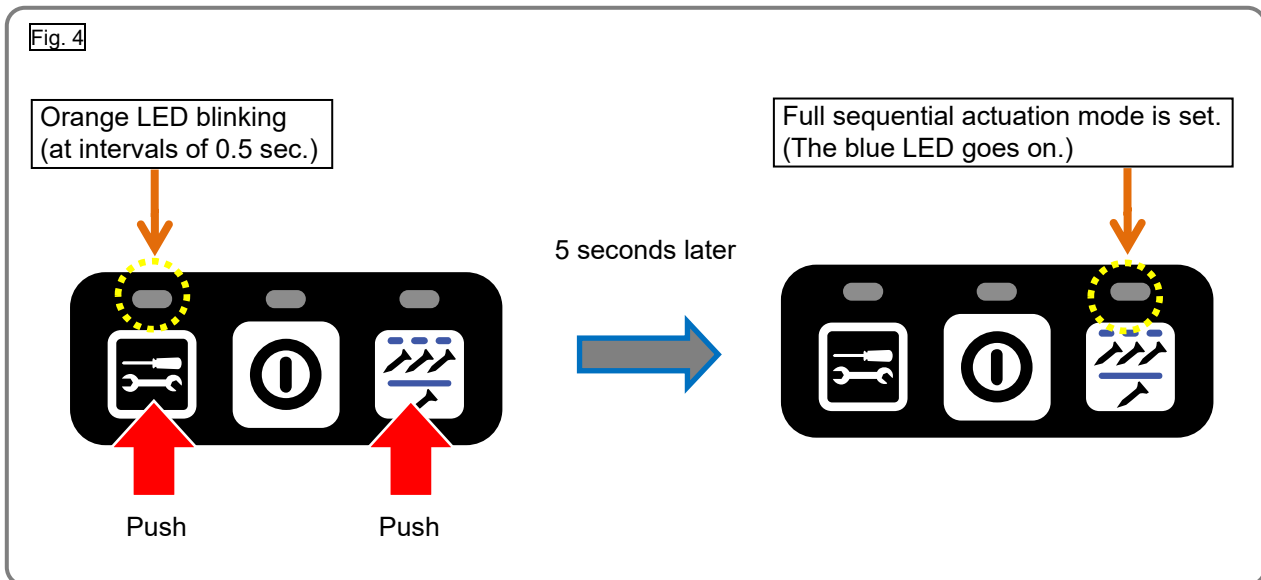 Fig. 4
Orange LED blinking
(at intervals of 0.5 sec.)
Full sequential actuation mode is set.
(The blue LED goes on.)
5 seconds later
Push
Push